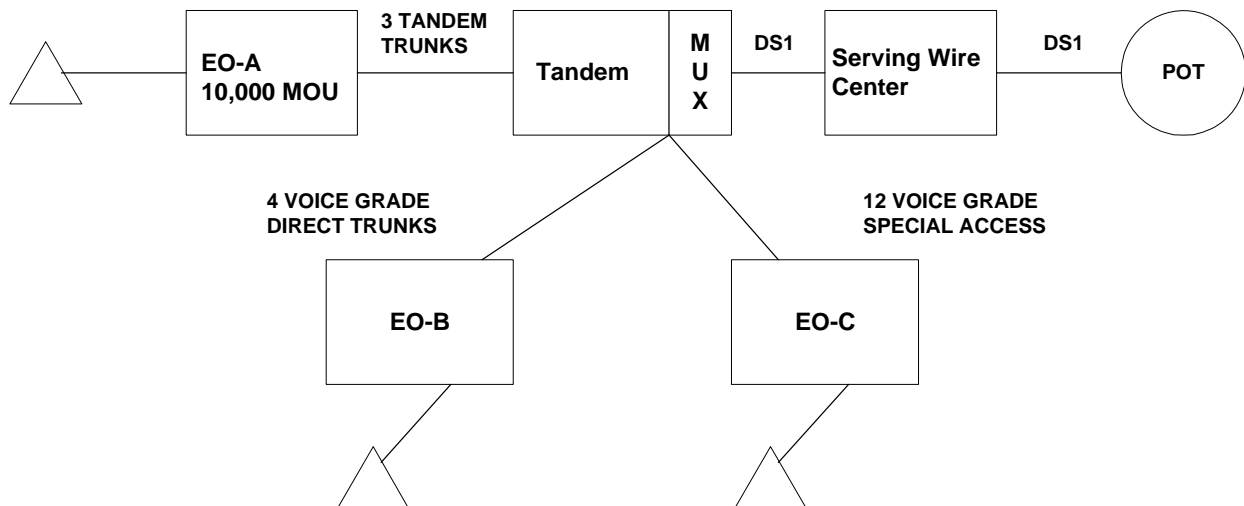 3 TANDEM
TRUNKS
EO-A
10,000 MOU
Tandem
M
U
X
DS1
Serving Wire
Center
DS1
POT
4 VOICE GRADE
DIRECT TRUNKS
12 VOICE GRADE
SPECIAL ACCESS
EO-B
EO-C